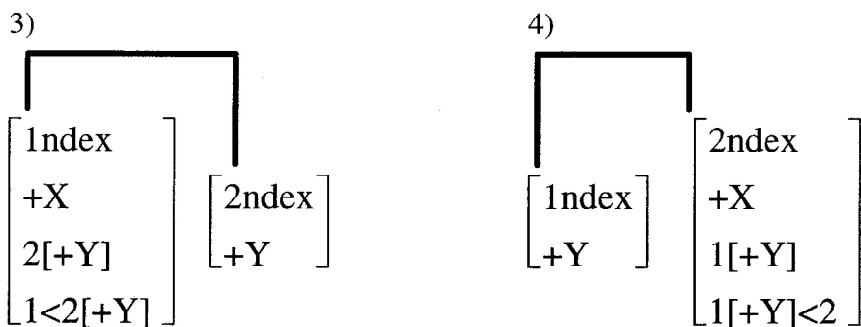 3)
1ndex
+X
2[+Y]
1<2[+Y]
2ndex
+Y
4)
1ndex
+Y
2ndex
+X
1[+Y]
1[+Y]<2